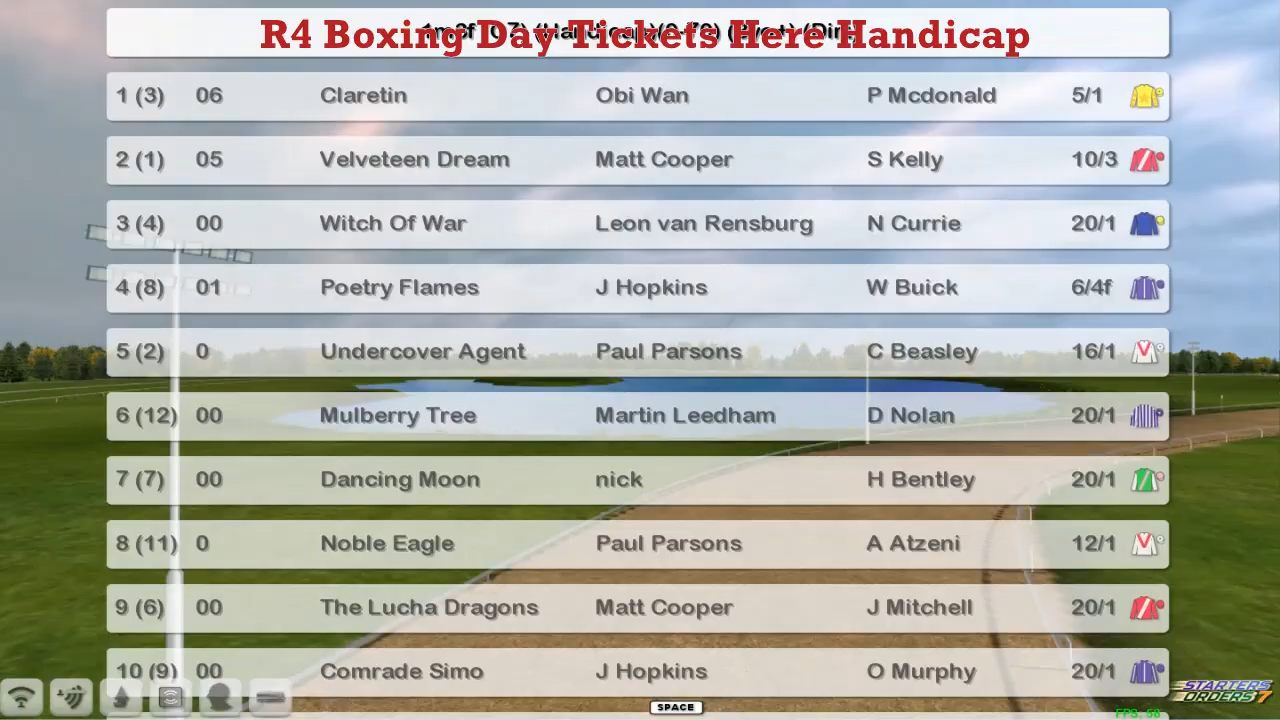 R4 Boxing Day Tickets Here Handicap
1 (3) 06 Claretin Obi Wan P Mcdonald 5/1
2 (1) 05 Velveteen Dream Matt Cooper S Kelly 10/3
3 (4) 00 Witch Of War Leon van Rensburg N Currie 20/1
4 (8) 01 Poetry Flames J Hopkins W Buick 6/4f
5 (2) 0 Undercover Agent Paul Parsons C Beasley 16/1
6 (12) 00 Mulberry Tree Martin Leedham D Nolan 20/1
7 (7) 00 Dancing Moon nick H Bentley 20/1
8 (11) 0 Noble Eagle Paul Parsons A Atzeni 12/1
9 (6) 00 The Lucha Dragons Matt Cooper J Mitchell 20/1
10 (9) 00 Comrade Simo J Hopkins O Murphy 20/1
SPACE
STARTERS
ORDERS 7
FPS: 58